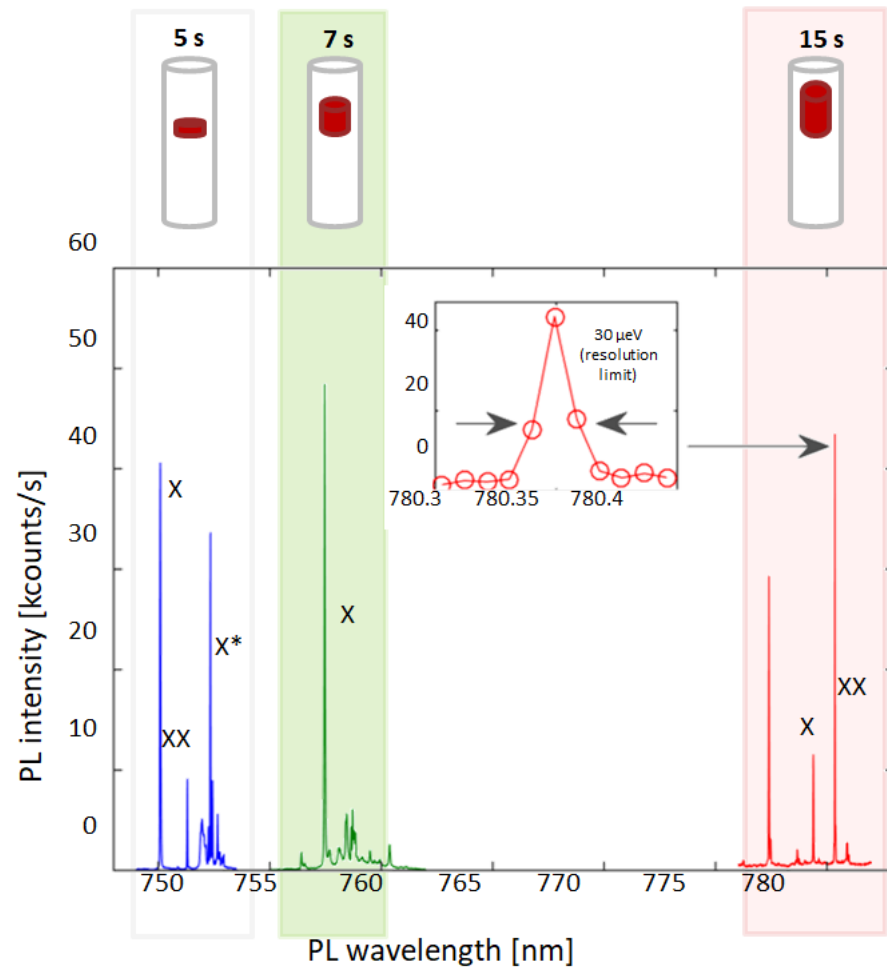 5 s
7 s
15 s
60
50
40
30
20
10
0
PL intensity [kcounts/s]
40
20
0
30 µeV
(resolution
limit)
780.3 780.35 780.4
X
XX
X*
X
X
XX
750 755 760 765 770 775 780
PL wavelength [nm]